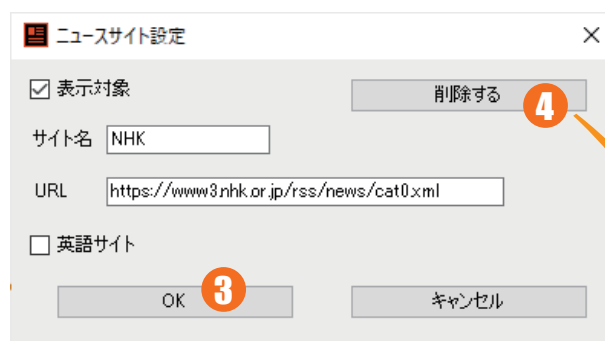 ニュースサイト設定
表示対象
削除する
4
サイト名 NHK
URL https://www3.nhk.or.jp/rss/news/cat0.xml
英語サイト
OK 3
キャンセル